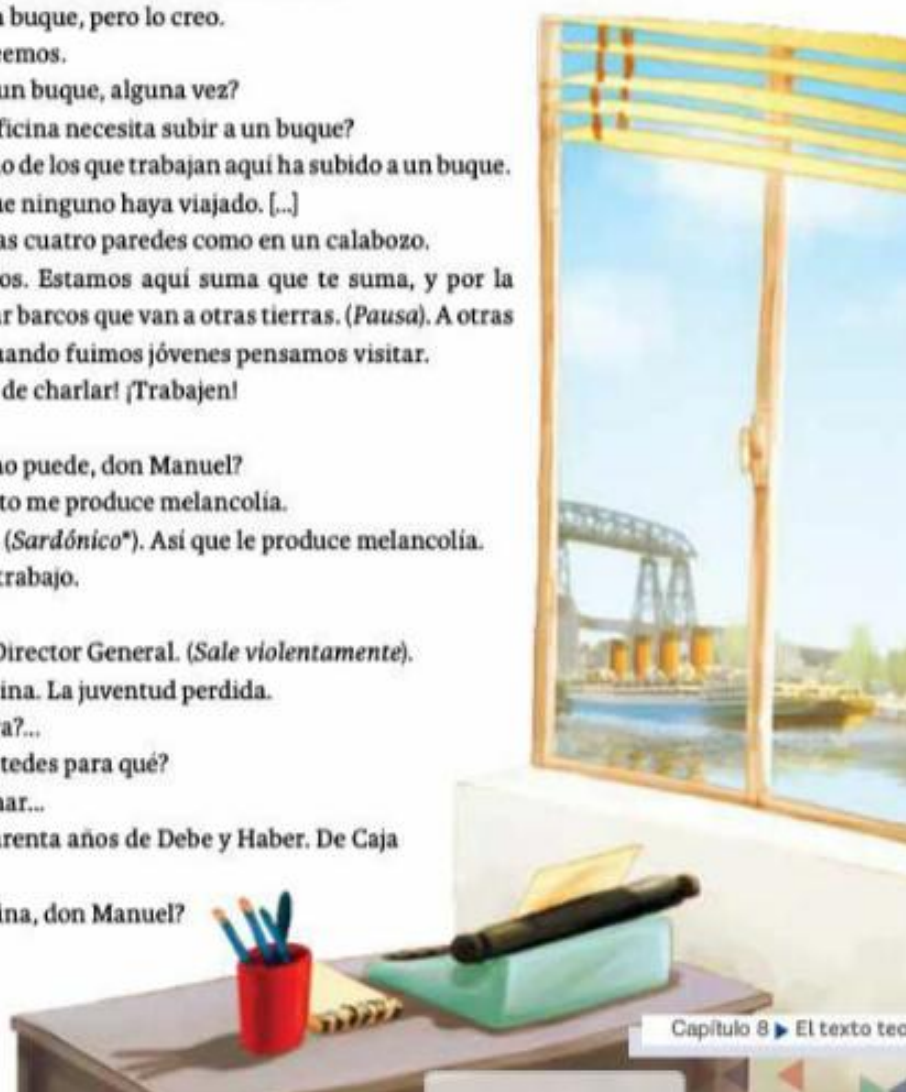 buque, pero lo creo.
emos.
un buque, alguna vez?
ficina necesita subir a un buque?
o de los que trabajan aquí ha subido a un buque.
ue ninguno haya viajado. [...]
as cuatro paredes como en un calabozo.
os. Estamos aquí suma que te suma, y por la
r barcos que van a otras tierras. (Pausa). A otras
uando fuimos jóvenes pensamos visitar.
de charlar! ¡Trabajen!
no puede, don Manuel?
to me produce melancolía.
(Sardónico*). Así que le produce melancolía.
trabajo.
Director General. (Sale violentamente).
ina. La juventud perdida.
a?...
tedes para qué?
nar...
arenta años de Debe y Haber. De Caja
ina, don Manuel?
Capítulo 8 ▶ El texto tea